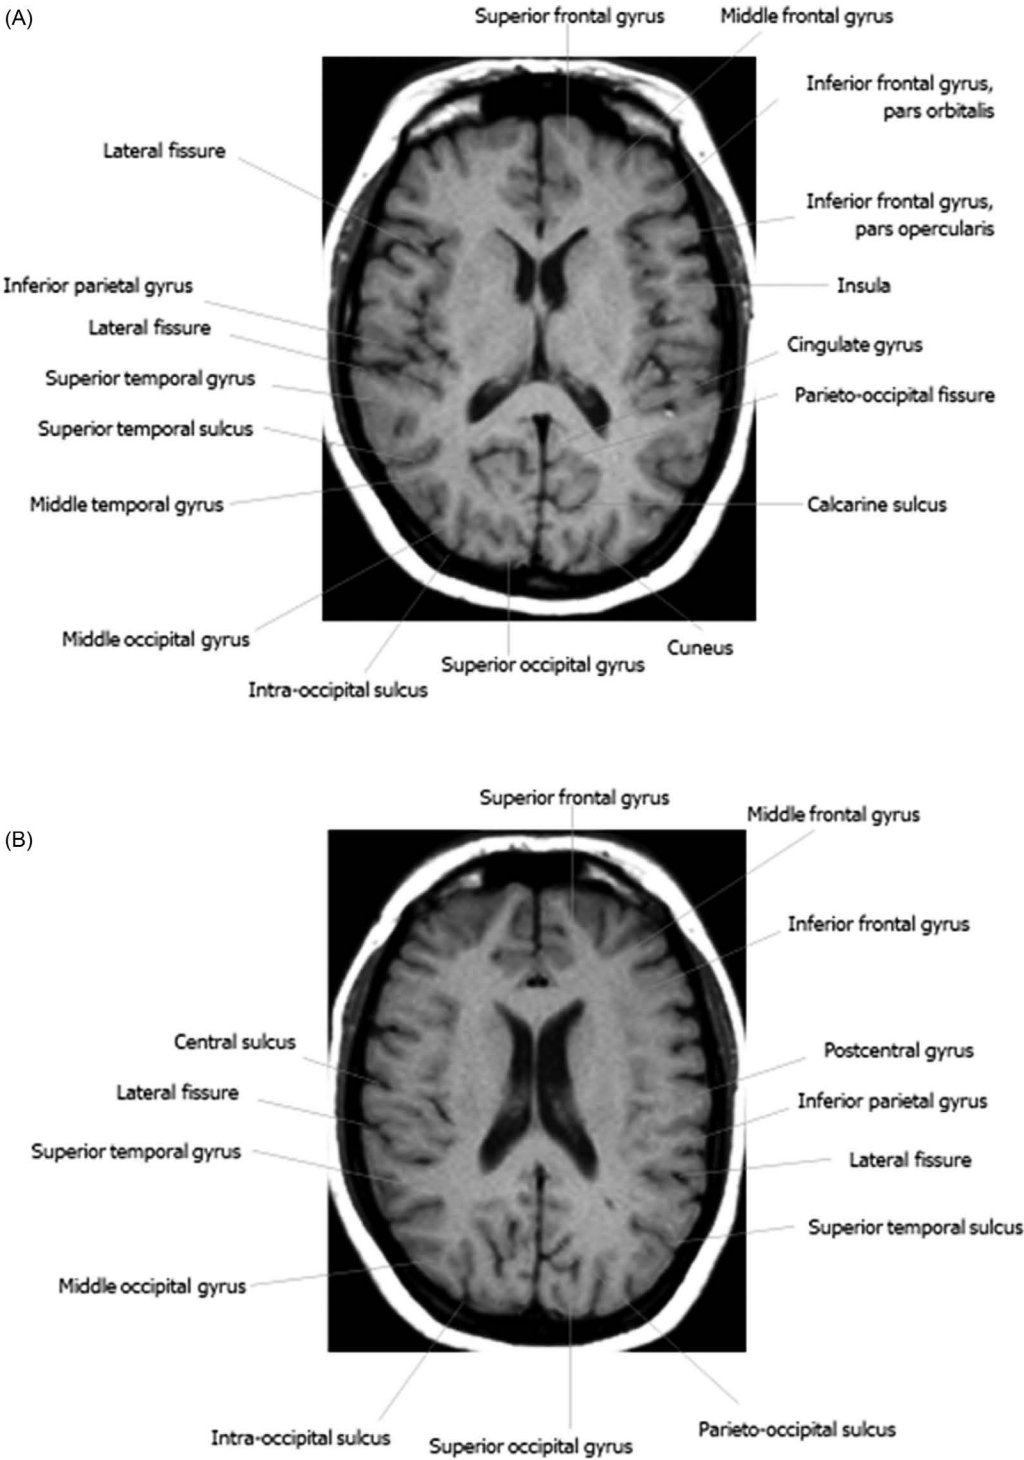 (A)
Superior frontal gyrus
Middle frontal gyrus
Inferior frontal gyrus,
pars orbitalis
Lateral fissure
Inferior frontal gyrus,
pars opercularis
Inferior parietal gyrus
Insula
Lateral fissure
Cingulate gyrus
Superior temporal gyrus
Parieto-occipital fissure
Superior temporal sulcus
Middle temporal gyrus
Calcarine sulcus
Middle occipital gyrus
Cuneus
Superior occipital gyrus
Intra-occipital sulcus
(B)
Superior frontal gyrus
Middle frontal gyrus
Inferior frontal gyrus
Central sulcus
Postcentral gyrus
Lateral fissure
Inferior parietal gyrus
Superior temporal gyrus
Lateral fissure
Superior temporal sulcus
Middle occipital gyrus
Parieto-occipital sulcus
Intra-occipital sulcus
Superior occipital gyrus